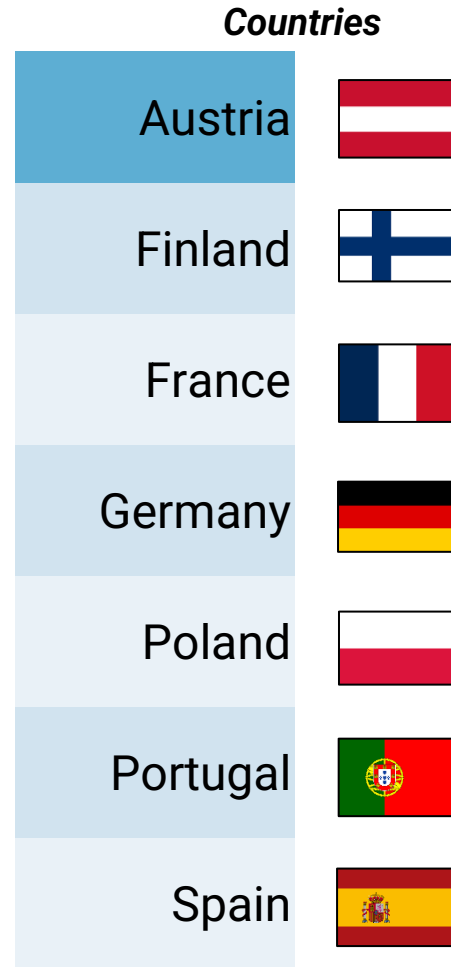 Countries
Austria
Finland
France
Germany
Poland
Portugal
Spain